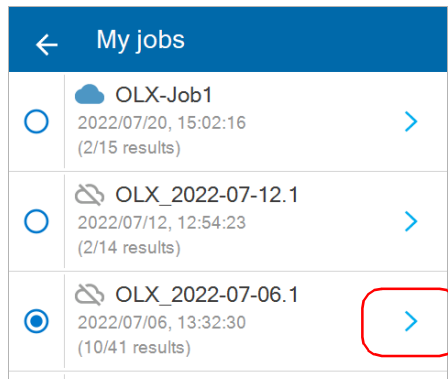 My jobs
OLX-Job1
2022/07/20, 15:02:16
(2/15 results)
OLX_2022-07-12.1
2022/07/12, 12:54:23
(2/14 results)
OLX_2022-07-06.1
2022/07/06, 13:32:30
(10/41 results)